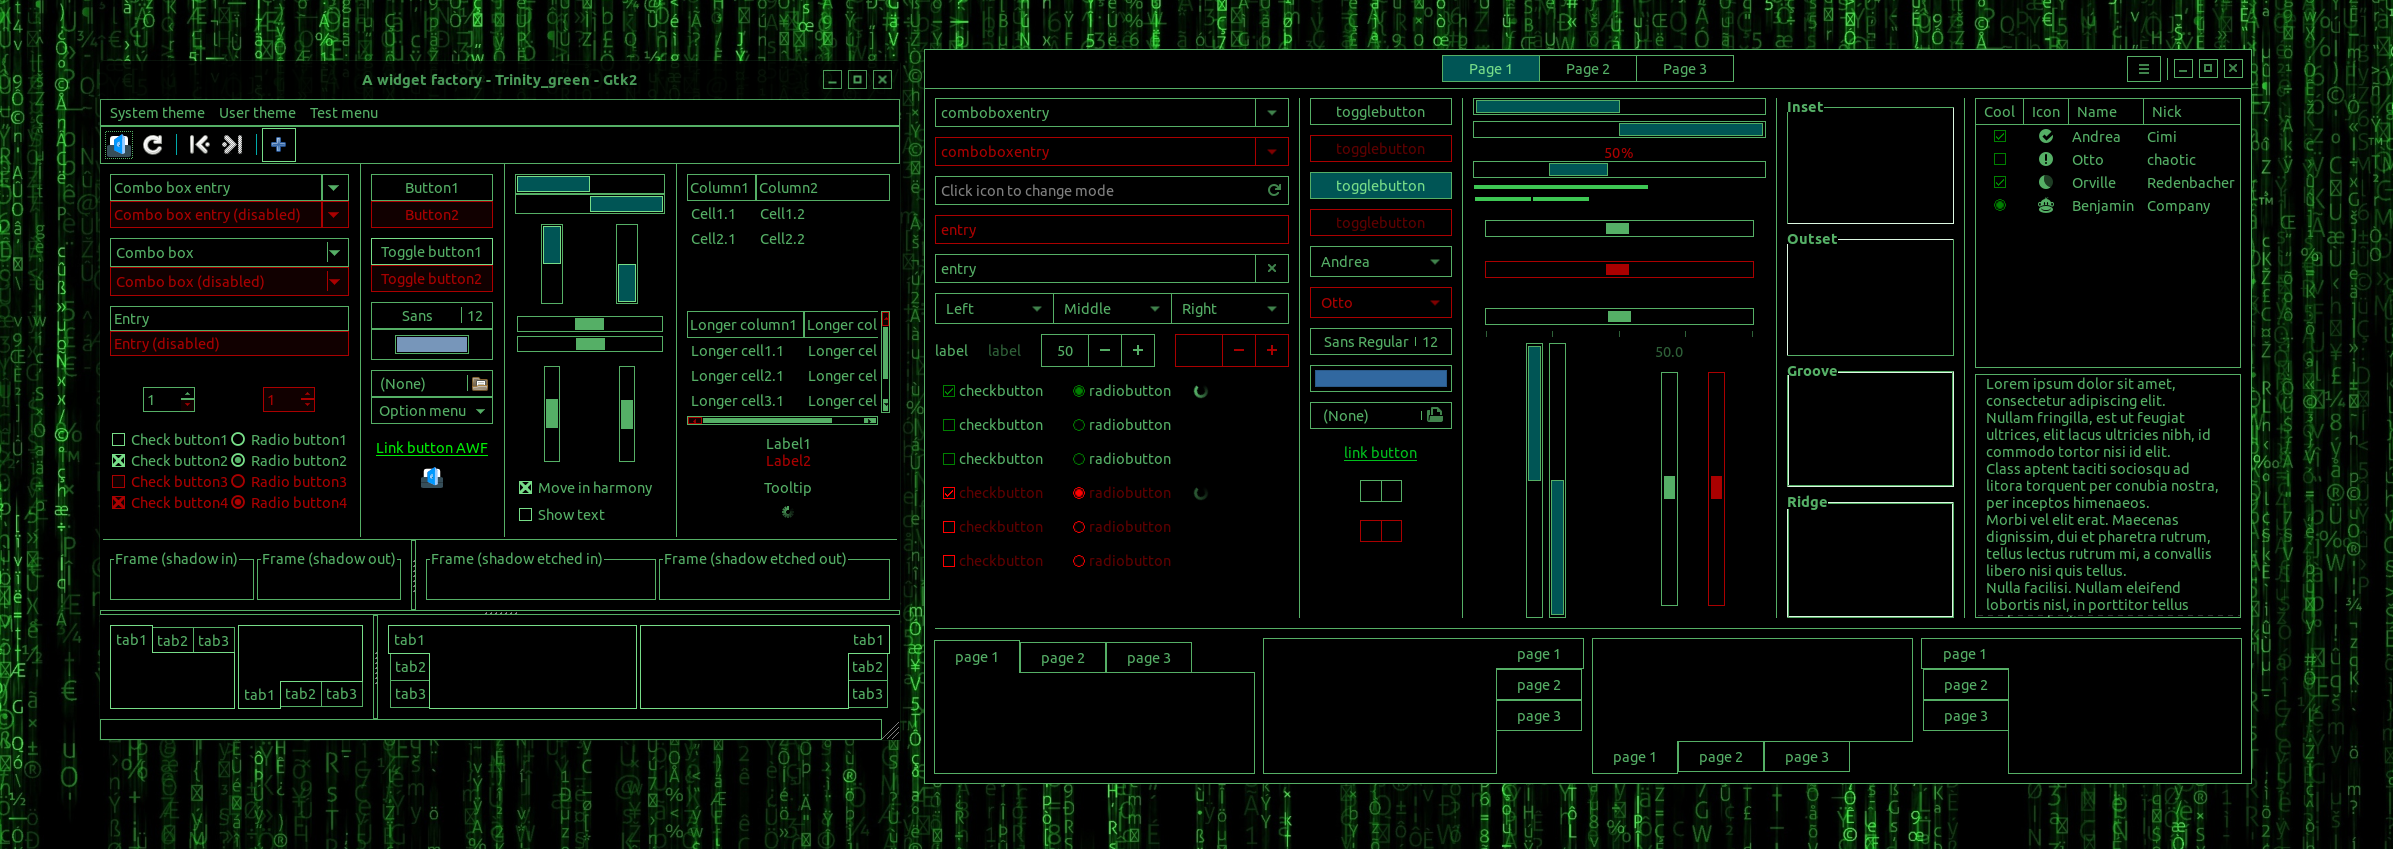 A widget factory - Trinity_green - Gtk2
System theme User theme Test menu
Combo box entry
Combo box entry (disabled)
Combo box
Combo box (disabled)
Entry
Entry (disabled)
1 1
Check button1 Radio button1
Check button2 Radio button2
Check button3 Radio button3
Check button4 Radio button4
Button1
Button2
Toggle button1
Toggle button2
Sans 12
(None)
Option menu
Link button AWF
Move in harmony
Show text
Column1 Column2
Cell1.1 Cell1.2
Cell2.1 Cell2.2
Longer column1 Longer col
Longer cell1.1 Longer cel
Longer cell2.1 Longer cel
Longer cell3.1 Longer cel
Label1
Label2
Tooltip
Frame (shadow in) Frame (shadow out) Frame (shadow etched in) Frame (shadow etched out)
tab1 tab2 tab3
tab1 tab2 tab3
tab1
tab2
tab3
tab1
tab2
tab3
Page 1 Page 2 Page 3
comboboxentry
comboboxentry
Click icon to change mode
entry
entry
Left Middle Right
label label 50
checkbutton radiobutton
checkbutton radiobutton
checkbutton radiobutton
checkbutton radiobutton
checkbutton radiobutton
checkbutton radiobutton
togglebutton
togglebutton
togglebutton
togglebutton
Andrea
Otto
Sans Regular 12
(None)
link button
50%
50.0
Inset
Outset
Groove
Ridge
Cool Icon Name Nick
Andrea Cimi
Otto chaotic
Orville Redenbacher
Benjamin Company
Lorem ipsum dolor sit amet,
consectetur adipiscing elit.
Nullam fringilla, est ut feugiat
ultrices, elit lacus ultricies nibh, id
commodo tortor nisi id elit.
Class aptent taciti sociosqu ad
litora torquent per conubia nostra,
per inceptos himenaeos.
Morbi vel elit erat. Maecenas
dignissim, dui et pharetra rutrum,
tellus lectus rutrum mi, a convallis
libero nisi quis tellus.
Nulla facilisi. Nullam eleifend
lobortis nisl, in porttitor tellus
page 1 page 2 page 3
page 1
page 2
page 3
page 1 page 2 page 3
page 1
page 2
page 3